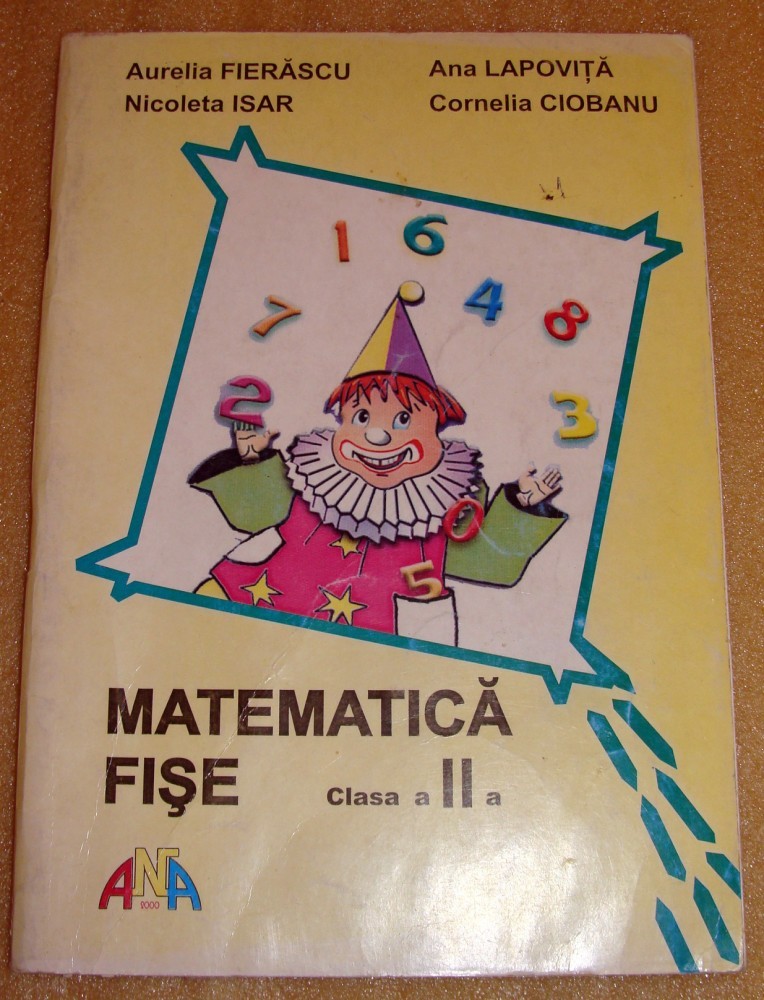 Aurelia FIERĂSCU
Nicoleta ISAR
Ana LAPOVIȚĂ
Cornelia CIOBANU
1 6
7 4 8
2 3
0
5
MATEMATICĂ
FIŞE Clasa a II a
ANA
2000